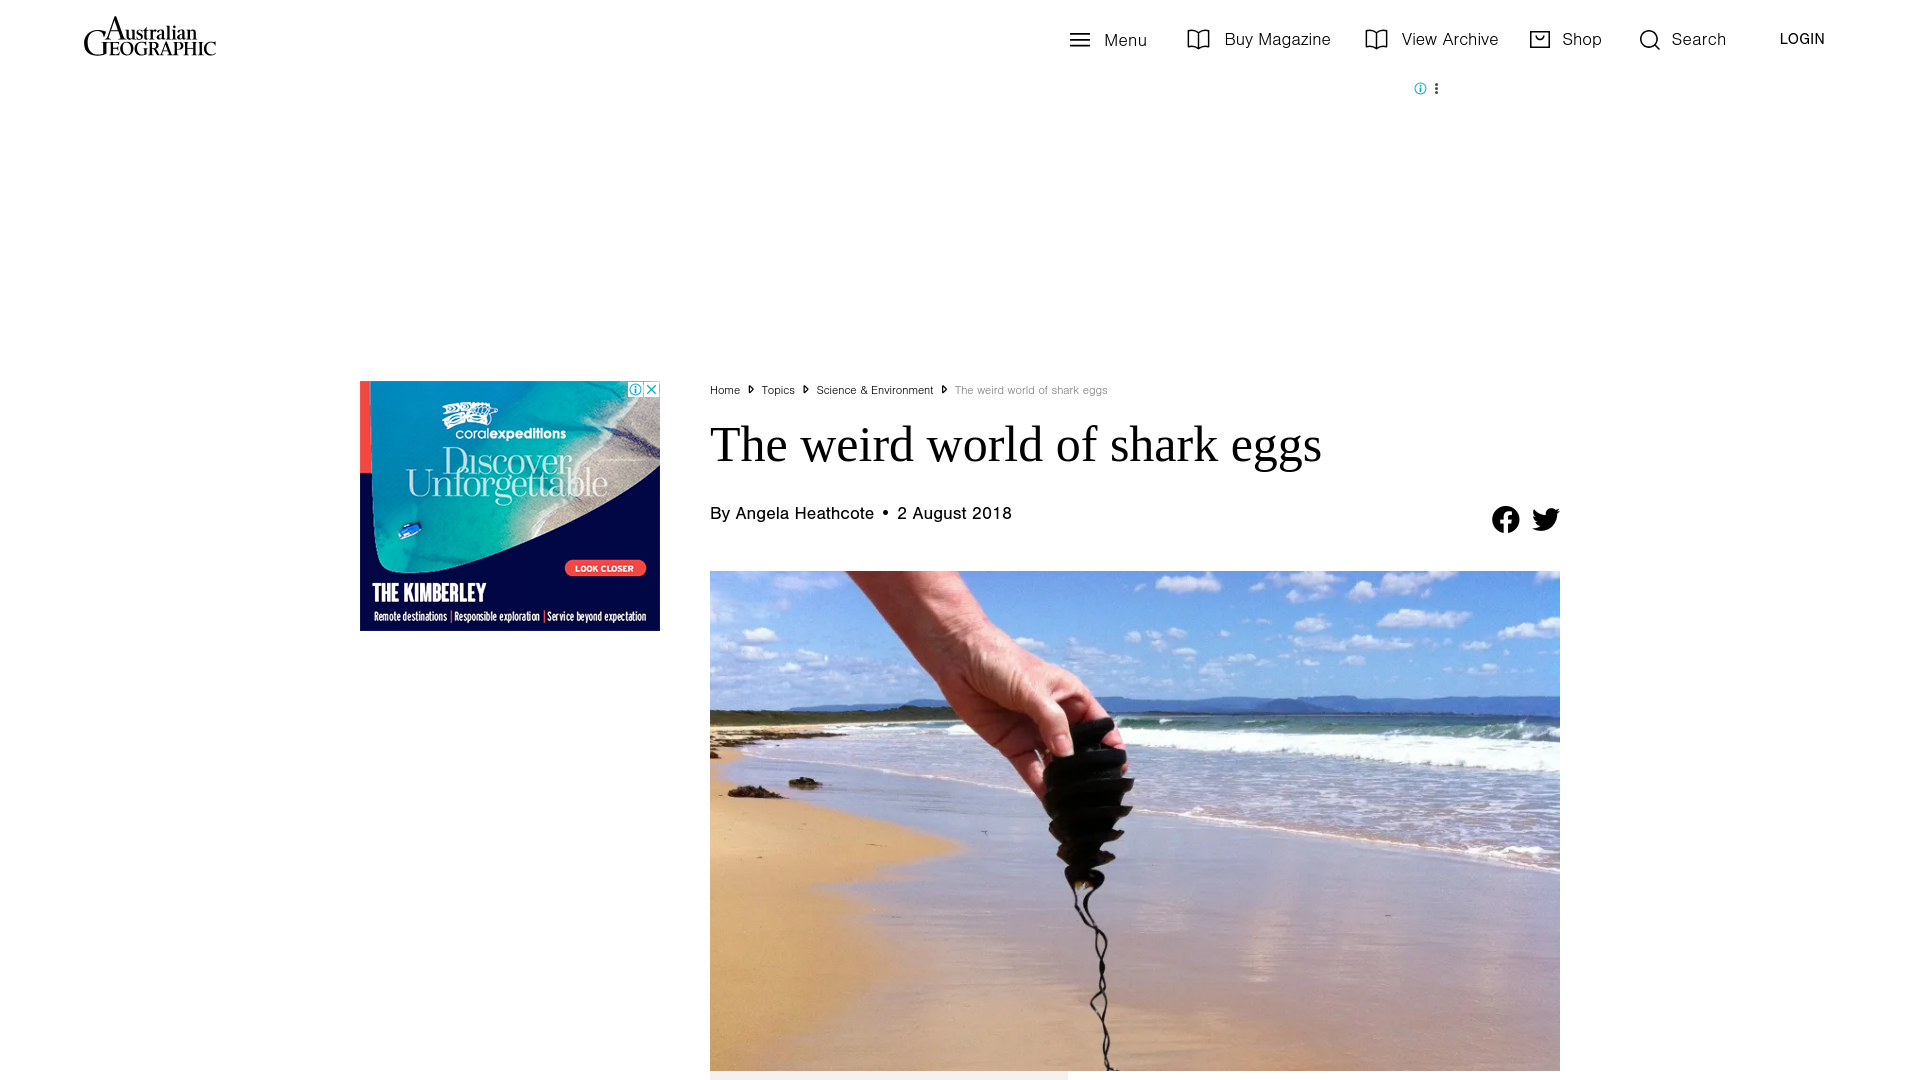 Australian
GEOGRAPHIC
Menu
Buy Magazine
View Archive
Shop
Search
LOGIN
coralexpeditions
Discover
Unforgettable
LOOK CLOSER
THE KIMBERLEY
Remote destinations | Responsible exploration | Service beyond expectation
Home Topics Science & Environment The weird world of shark eggs
The weird world of shark eggs
By Angela Heathcote • 2 August 2018